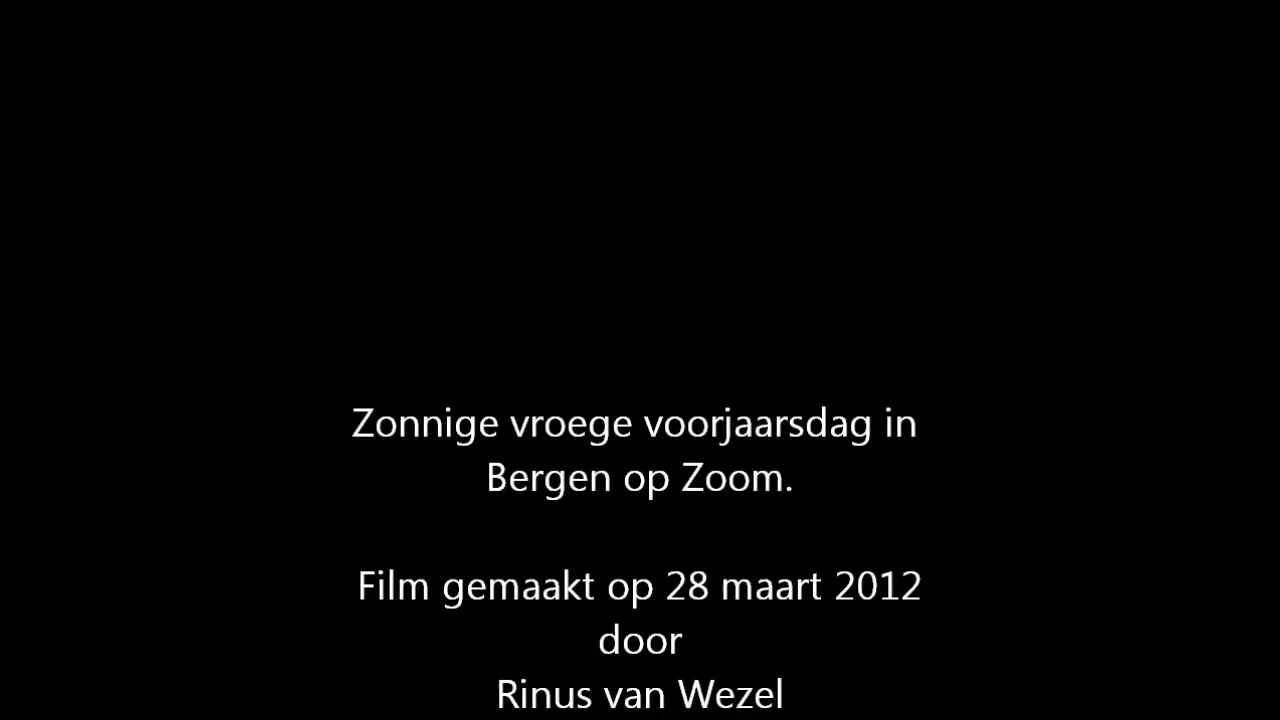 Zonnige vroege voorjaarsdag in
Bergen op Zoom.
Film gemaakt op 28 maart 2012
door
Rinus van Wezel